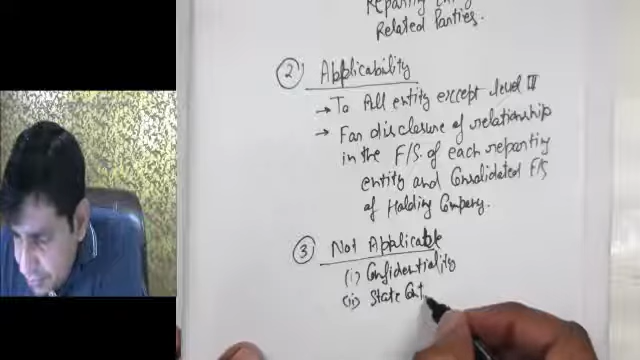 Reporting
Related Parties.
② Applicability
→ To All entity except level III
→ For disclosure of relationship
in the F/S. of each reporting
entity and Consolidated F/S
of Holding Company.
③ Not Applicable
(i) Confidentiality
(ii) State Cont